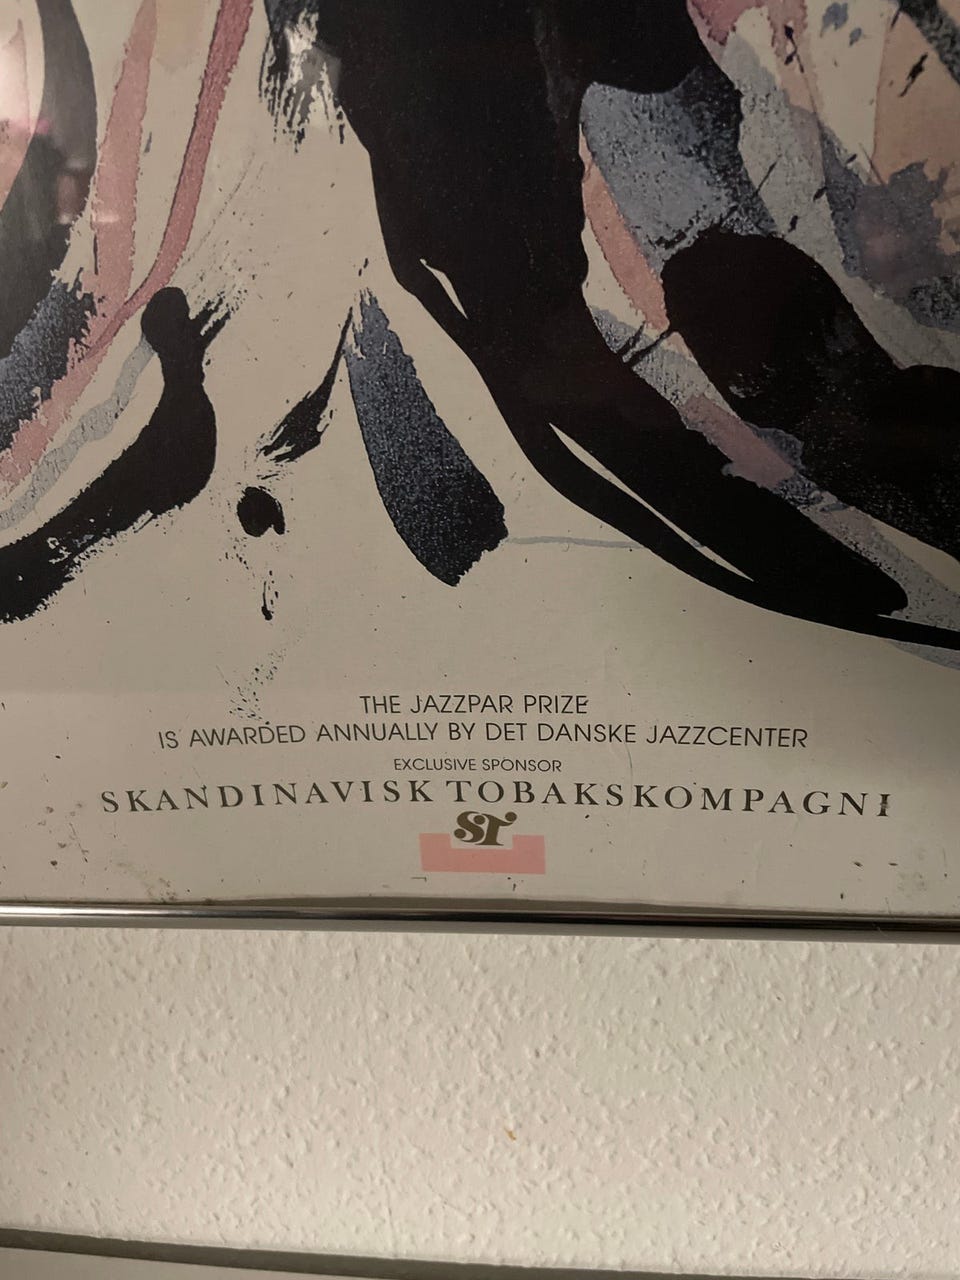 THE JAZZPAR PRIZE
IS AWARDED ANNUALLY BY DET DANSKE JAZZCENTER
EXCLUSIVE SPONSOR
SKANDINAVISK TOBAKSKOMPAGNI
ST